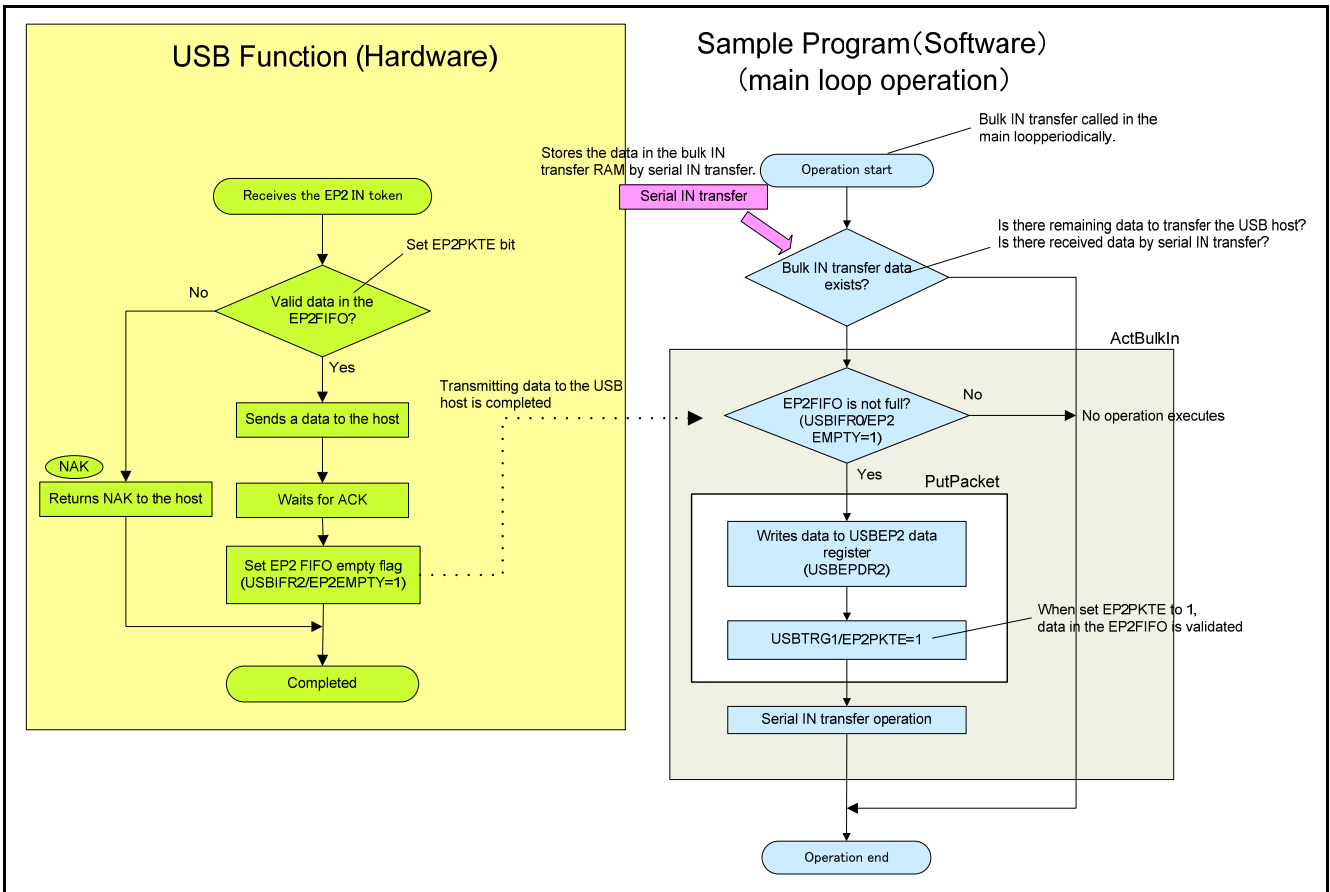 USB Function (Hardware)
Receives the EP2 IN token
Set EP2PKTE bit
No
Valid data in the
EP2FIFO?
Yes
Sends a data to the host
NAK
Returns NAK to the host
Waits for ACK
Set EP2 FIFO empty flag
(USBIFR2/EP2EMPTY=1)
Completed
Transmitting data to the USB
host is completed
Sample Program(Software)
(main loop operation)
Bulk IN transfer called in the
main loopperiodically.
Stores the data in the bulk IN
transfer RAM by serial IN transfer.
Serial IN transfer
Operation start
Is there remaining data to transfer the USB host?
Is there received data by serial IN transfer?
Bulk IN transfer data
exists?
ActBulkIn
EP2FIFO is not full?
(USBIFR0/EP2
EMPTY=1)
No
No operation executes
Yes
PutPacket
Writes data to USBEP2 data
register
(USBEPDR2)
When set EP2PKTE to 1,
data in the EP2FIFO is validated
USBTRG1/EP2PKTE=1
Serial IN transfer operation
Operation end